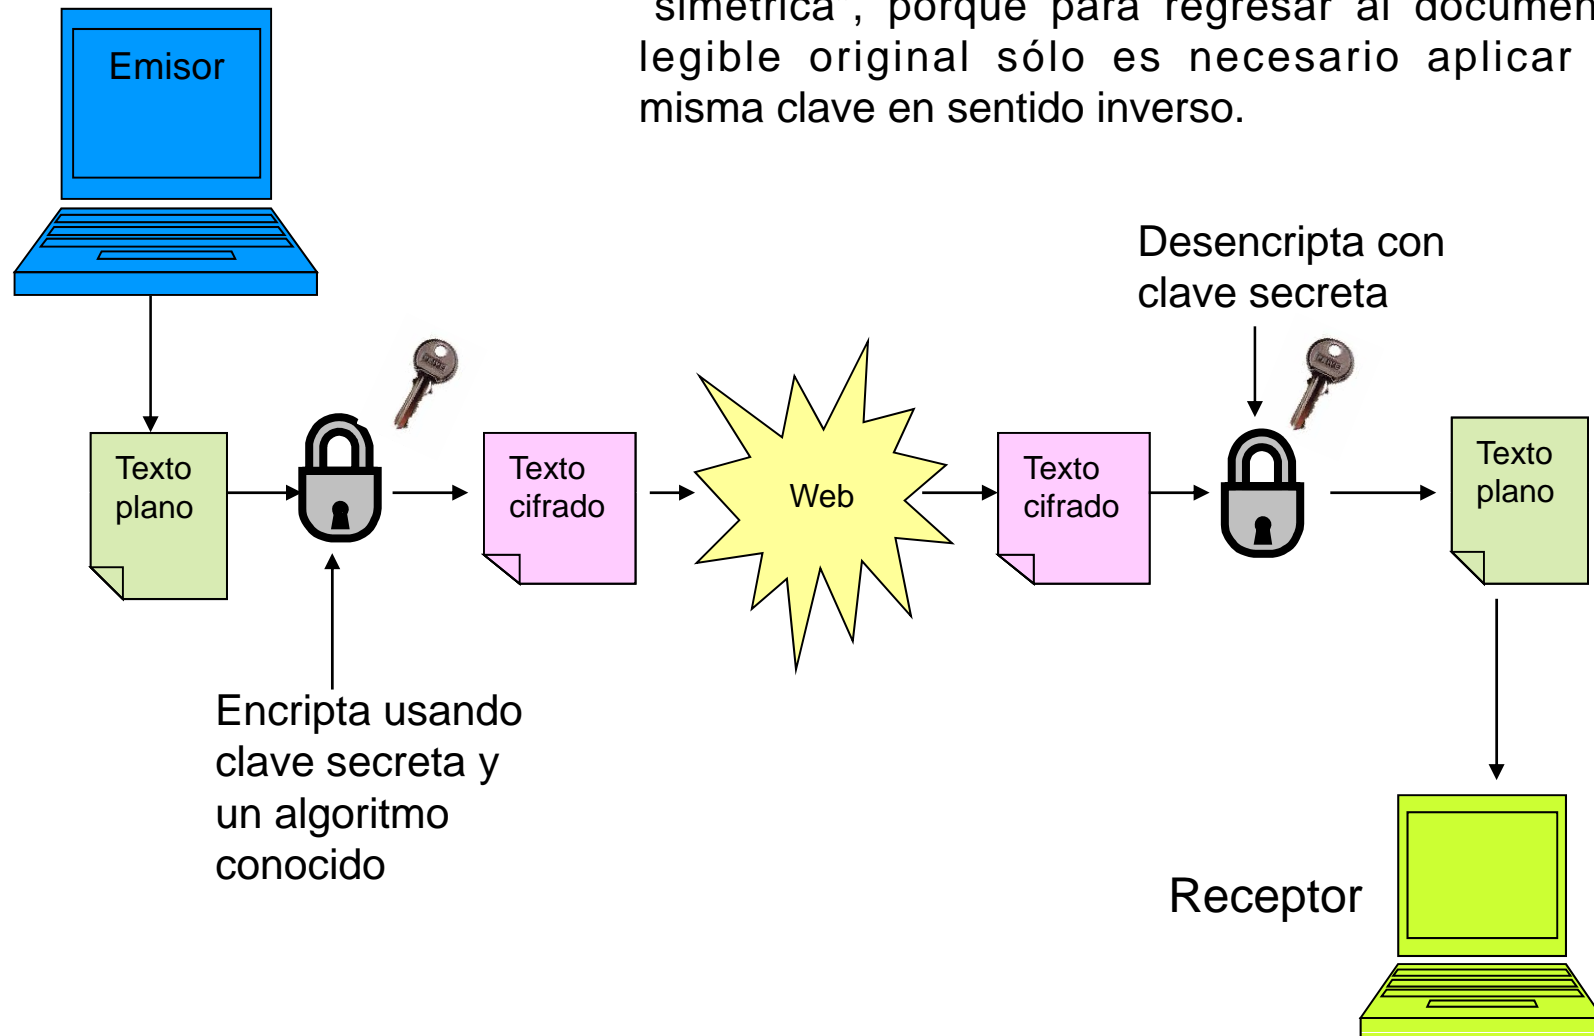 Emisor
"simétrica", porque para regresar al
legible original sólo es necesario aplicar
misma clave en sentido inverso.
Desencripta con
clave secreta
Texto
plano
Texto
cifrado
Web
Texto
cifrado
Texto
plano
Encripta usando
clave secreta y
un algoritmo
conocido
Receptor